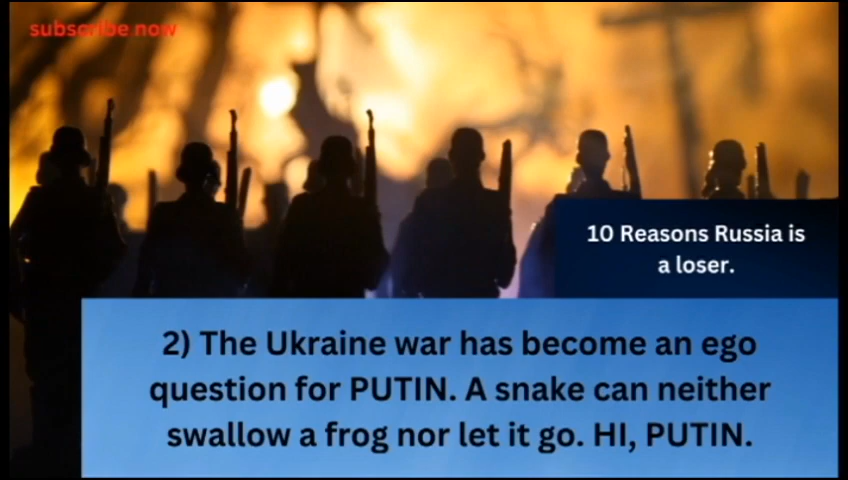 subscribe now
10 Reasons Russia is
a loser.
2) The Ukraine war has become an ego
question for PUTIN. A snake can neither
swallow a frog nor let it go. HI, PUTIN.